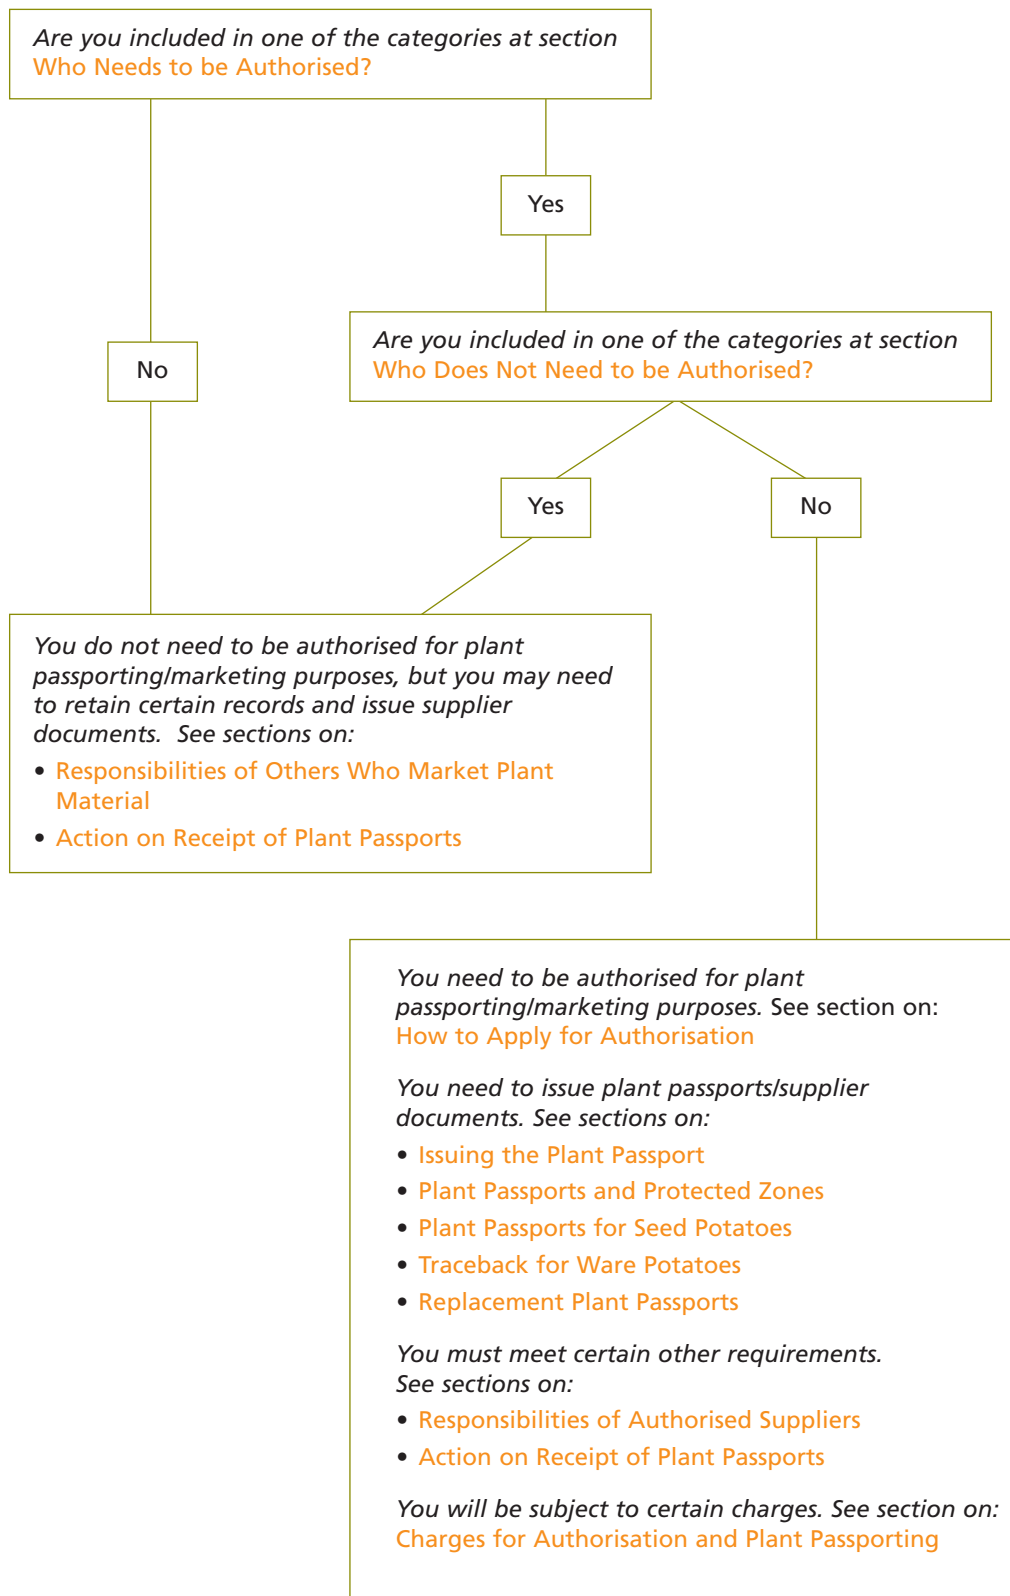 Are you included in one of the categories at section
Who Needs to be Authorised?
Yes
Are you included in one of the categories at section
Who Does Not Need to be Authorised?
No
Yes
No
You do not need to be authorised for plant
passporting/marketing purposes, but you may need
to retain certain records and issue supplier
documents.  See sections on:
• Responsibilities of Others Who Market Plant
Material
• Action on Receipt of Plant Passports
You need to be authorised for plant
passporting/marketing purposes. See section on:
How to Apply for Authorisation
You need to issue plant passports/supplier
documents. See sections on:
• Issuing the Plant Passport
• Plant Passports and Protected Zones
• Plant Passports for Seed Potatoes
• Traceback for Ware Potatoes
• Replacement Plant Passports
You must meet certain other requirements.
See sections on:
• Responsibilities of Authorised Suppliers
• Action on Receipt of Plant Passports
You will be subject to certain charges. See section on:
Charges for Authorisation and Plant Passporting